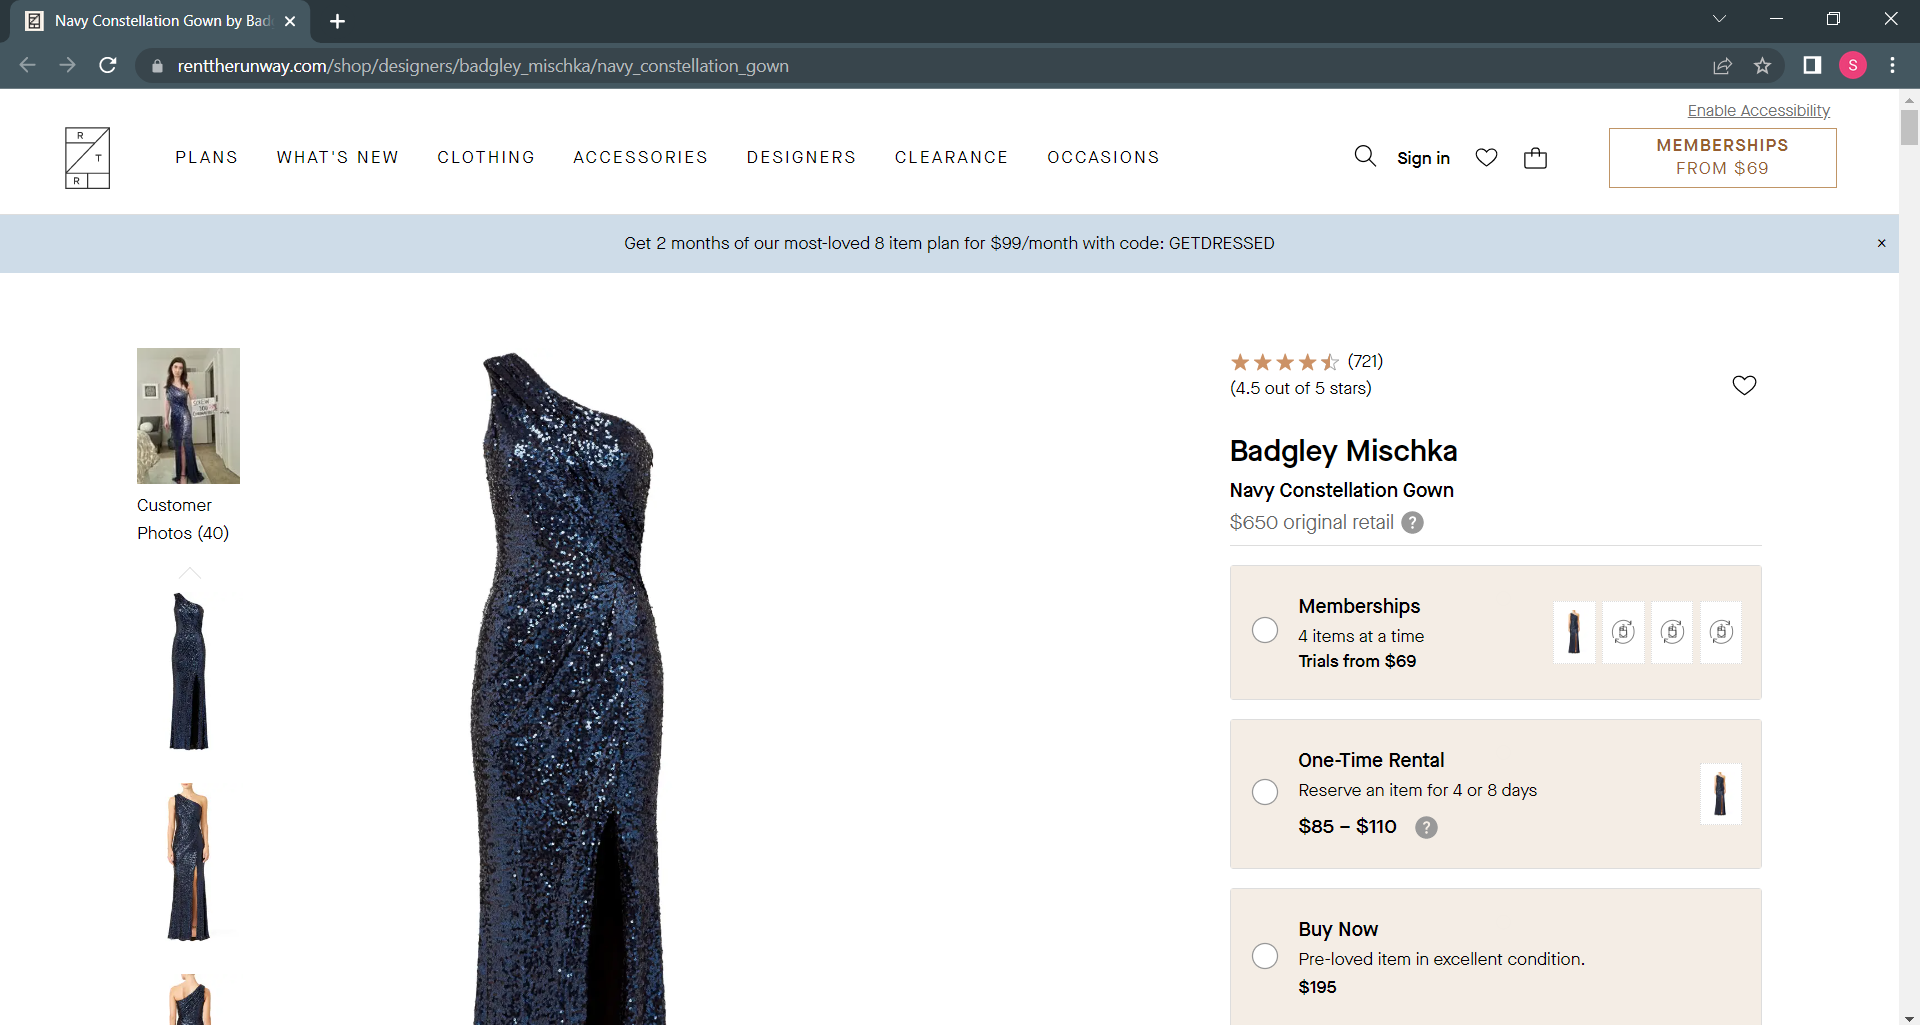 Navy Constellation Gown by Bad
renttherunway.com/shop/designers/badgley_mischka/navy_constellation_gown
S
Enable Accessibility
R
T
R
PLANS
WHAT'S NEW
CLOTHING
ACCESSORIES
DESIGNERS
CLEARANCE
OCCASIONS
Sign in
MEMBERSHIPS
FROM $69
Get 2 months of our most-loved 8 item plan for $99/month with code: GETDRESSED
Customer
Photos (40)
(721)
(4.5 out of 5 stars)
Badgley Mischka
Navy Constellation Gown
$650 original retail ?
Memberships
4 items at a time
Trials from $69
One-Time Rental
Reserve an item for 4 or 8 days
$85 – $110 ?
Buy Now
Pre-loved item in excellent condition.
$195